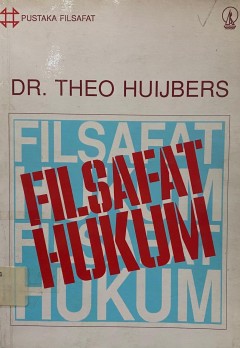 PUSTAKA FILSAFAT
DR. THEO HUIJBERS
FILSAFAT
HUKUM
FILSAFAT
HUKUM
FILSAFAT
HUKUM